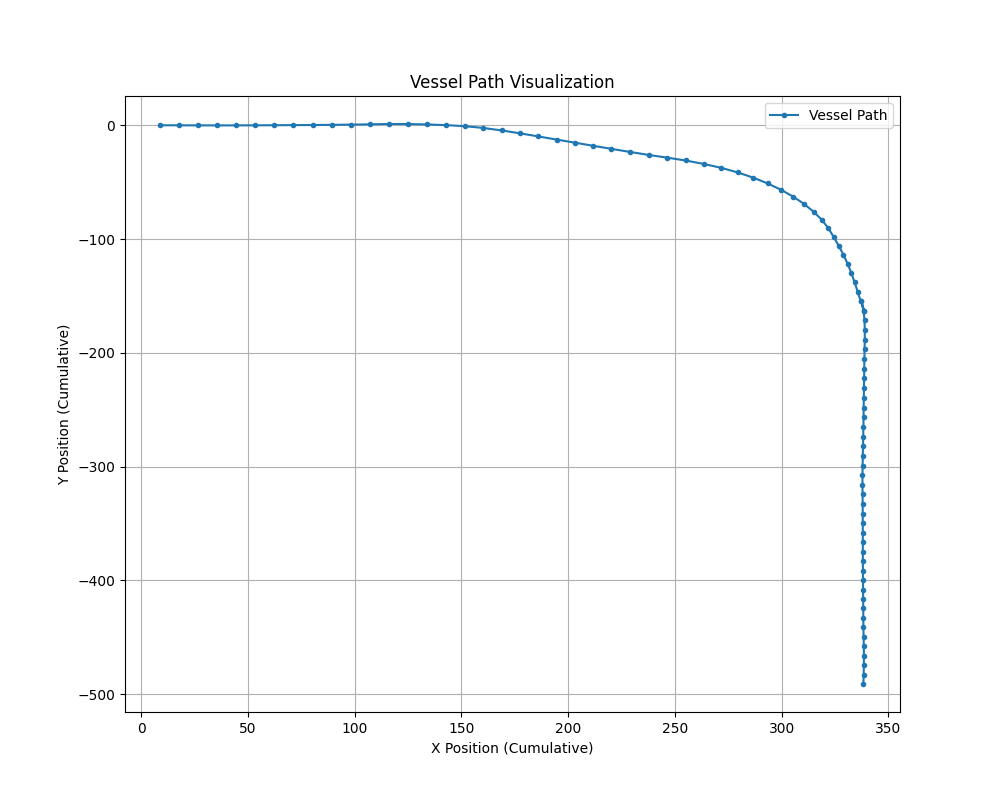 Vessel Path Visualization
Vessel Path
Y Position (Cumulative)
0
−100
−200
−300
−400
−500
0 50 100 150 200 250 300 350
X Position (Cumulative)